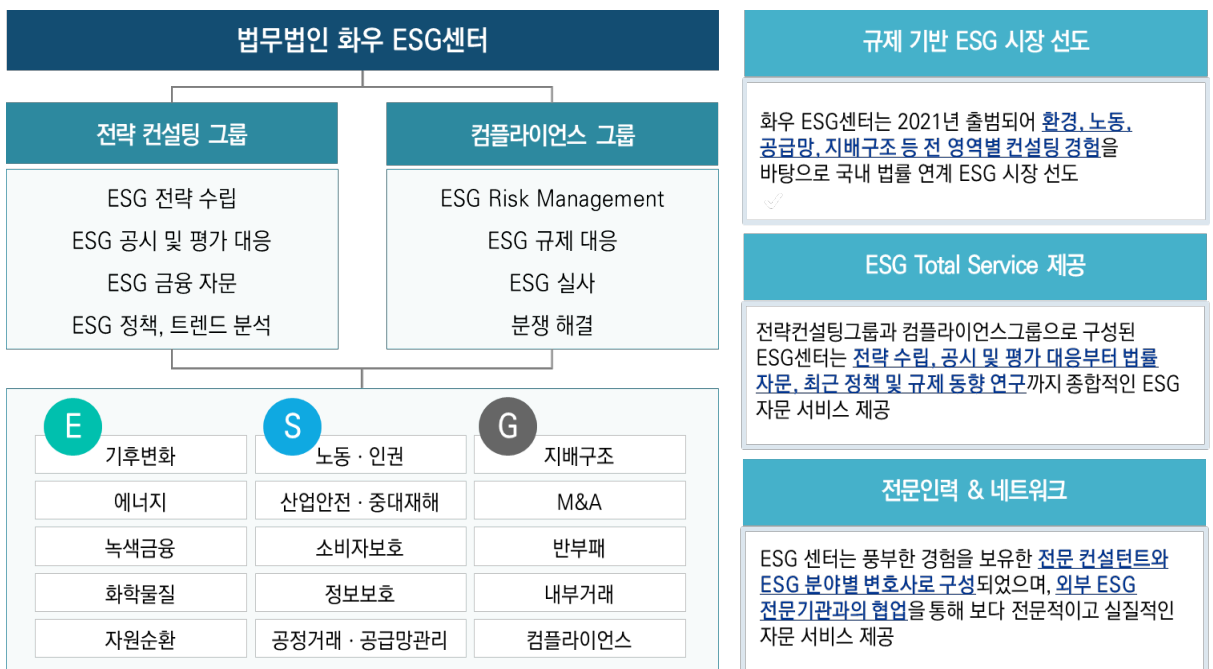 법무법인 화우 ESG센터
전략 컨설팅 그룹
ESG 전략 수립
ESG 공시 및 평가 대응
ESG 금융 자문
ESG 정책, 트렌드 분석
컴플라이언스 그룹
ESG Risk Management
ESG 규제 대응
ESG 실사
분쟁 해결
E
기후변화
에너지
녹색금융
화학물질
자원순환
S
노동 · 인권
산업안전 · 중대재해
소비자보호
정보보호
공정거래 · 공급망관리
G
지배구조
M&A
반부패
내부거래
컴플라이언스
규제 기반 ESG 시장 선도
화우 ESG센터는 2021년 출범되어 환경, 노동,
공급망, 지배구조 등 전 영역별 컨설팅 경험을
바탕으로 국내 법률 연계 ESG 시장 선도
ESG Total Service 제공
전략컨설팅그룹과 컴플라이언스그룹으로 구성된
ESG센터는 전략 수립, 공시 및 평가 대응부터 법률
자문, 최근 정책 및 규제 동향 연구까지 종합적인 ESG
자문 서비스 제공
전문인력 & 네트워크
ESG 센터는 풍부한 경험을 보유한 전문 컨설턴트와
ESG 분야별 변호사로 구성되었으며, 외부 ESG
전문기관과의 협업을 통해 보다 전문적이고 실질적인
자문 서비스 제공